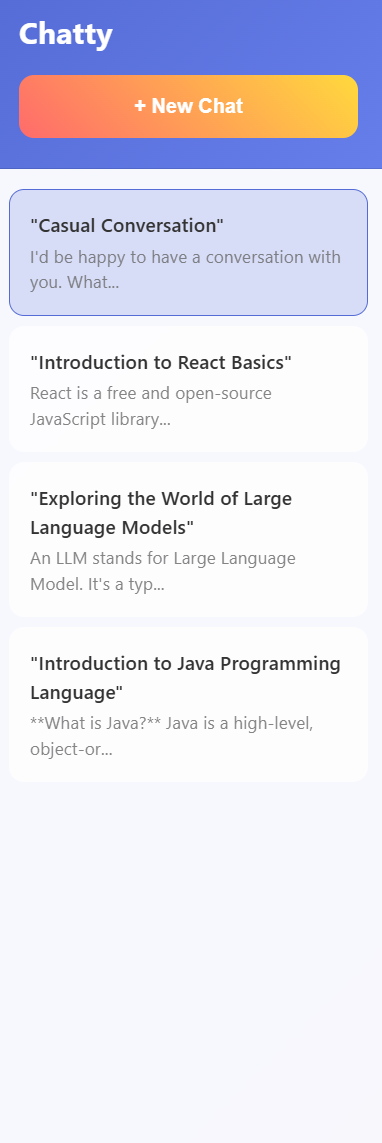 Chatty
+ New Chat
"Casual Conversation"
I'd be happy to have a conversation with
you. What...
"Introduction to React Basics"
React is a free and open-source
JavaScript library...
"Exploring the World of Large
Language Models"
An LLM stands for Large Language
Model. It's a typ...
"Introduction to Java Programming
Language"
**What is Java?** Java is a high-level,
object-or...